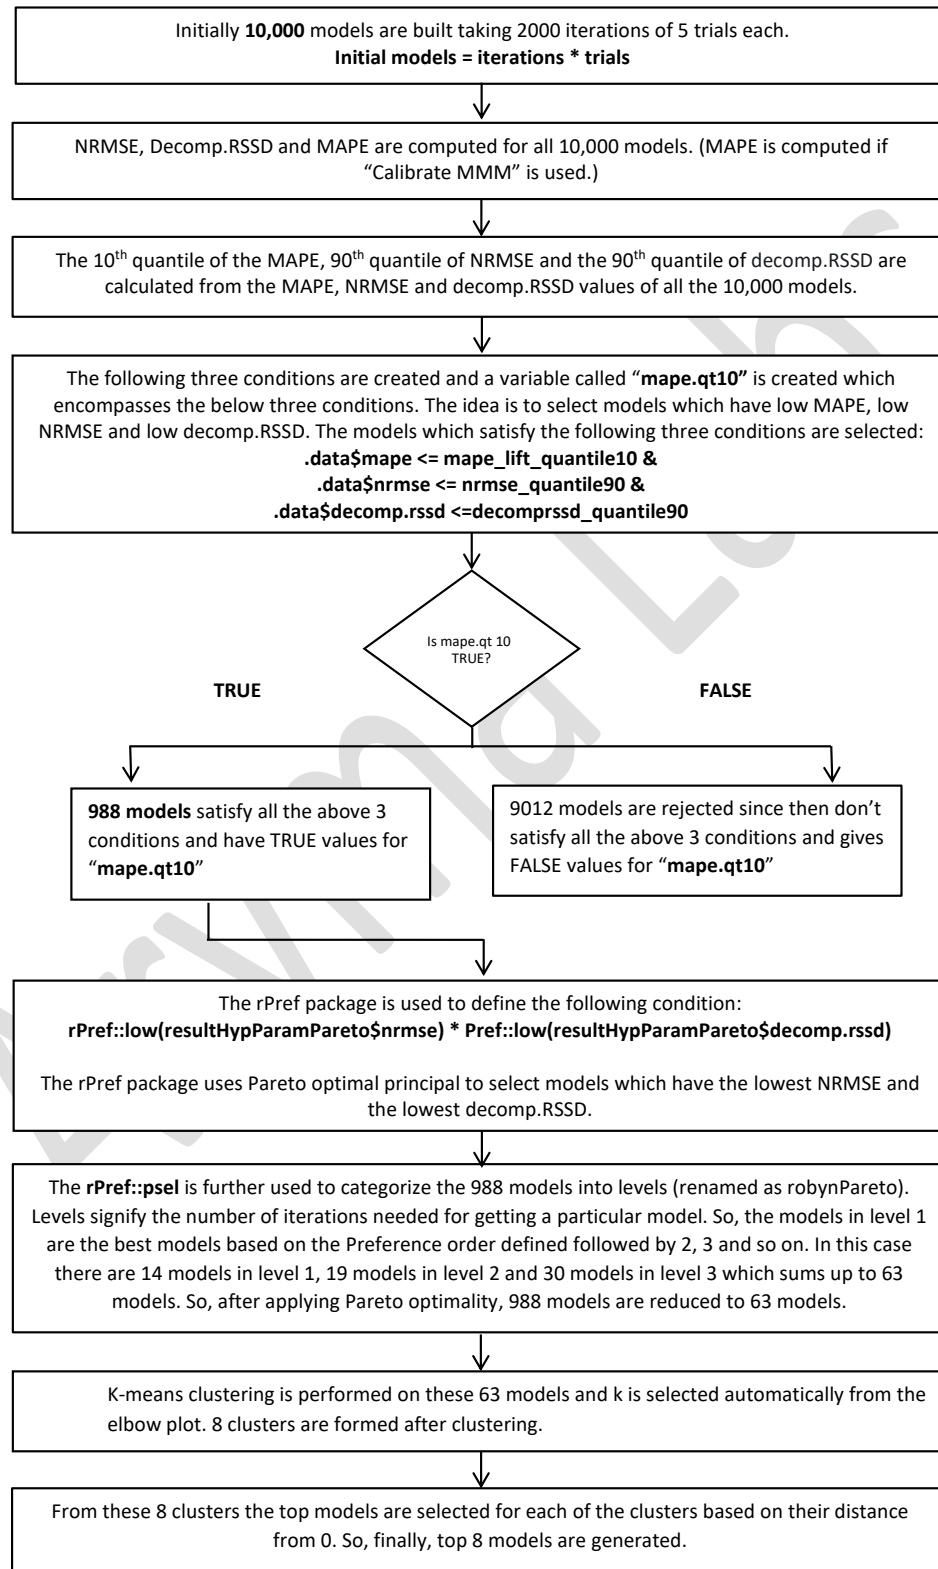 Initially 10,000 models are built taking 2000 iterations of 5 trials each.
Initial models = iterations * trials
NRMSE, Decomp.RSSD and MAPE are computed for all 10,000 models. (MAPE is computed if
“Calibrate MMM” is used.)
The 10th quantile of the MAPE, 90th quantile of NRMSE and the 90th quantile of decomp.RSSD are
calculated from the MAPE, NRMSE and decomp.RSSD values of all the 10,000 models.
The following three conditions are created and a variable called “mape.qt10” is created which
encompasses the below three conditions. The idea is to select models which have low MAPE, low
NRMSE and low decomp.RSSD. The models which satisfy the following three conditions are selected:
.data$mape <= mape_lift_quantile10 &
.data$nrmse <= nrmse_quantile90 &
.data$decomp.rssd <=decomprssd_quantile90
Is mape.qt 10
TRUE?
TRUE
FALSE
988 models satisfy all the above 3
conditions and have TRUE values for
“mape.qt10”
9012 models are rejected since then don’t
satisfy all the above 3 conditions and gives
FALSE values for “mape.qt10”
The rPref package is used to define the following condition:
rPref::low(resultHypParamPareto$nrmse) * Pref::low(resultHypParamPareto$decomp.rssd)
The rPref package uses Pareto optimal principal to select models which have the lowest NRMSE and
the lowest decomp.RSSD.
The rPref::psel is further used to categorize the 988 models into levels (renamed as robynPareto).
Levels signify the number of iterations needed for getting a particular model. So, the models in level 1
are the best models based on the Preference order defined followed by 2, 3 and so on. In this case
there are 14 models in level 1, 19 models in level 2 and 30 models in level 3 which sums up to 63
models. So, after applying Pareto optimality, 988 models are reduced to 63 models.
K-means clustering is performed on these 63 models and k is selected automatically from the
elbow plot. 8 clusters are formed after clustering.
From these 8 clusters the top models are selected for each of the clusters based on their distance
from 0. So, finally, top 8 models are generated.